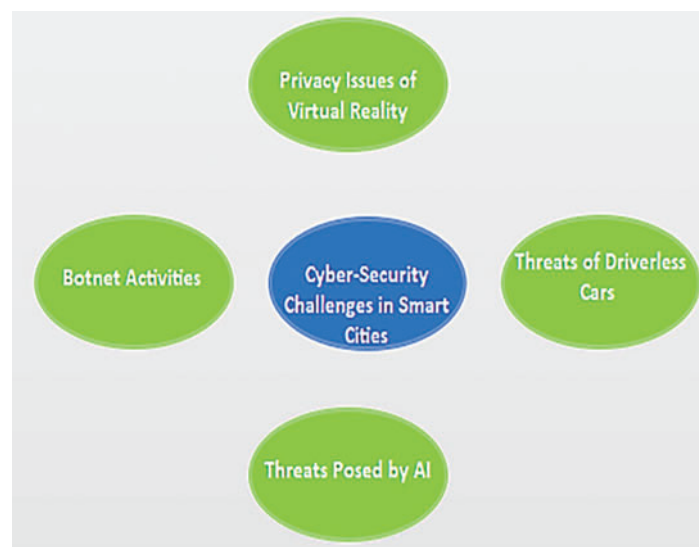 Privacy Issues of
Virtual Reality
Botnet Activities
Cyber-Security
Challenges in Smart
Cities
Threats of Driverless
Cars
Threats Posed by AI